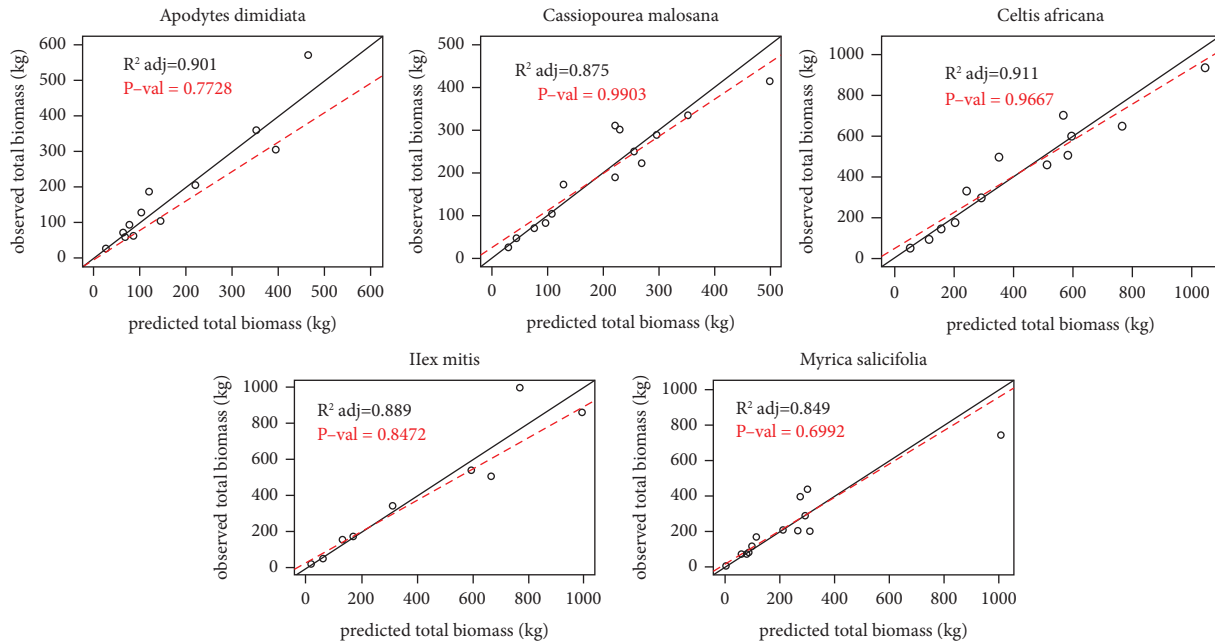 Apodytes dimidiata
R² adj=0.901
P–val = 0.7728
observed total biomass (kg)
600
500
400
300
200
100
0
0 100 200 300 400 500 600
predicted total biomass (kg)
Cassiopourea malosana
R² adj=0.875
P–val = 0.9903
observed total biomass (kg)
500
400
300
200
100
0
0 100 200 300 400 500
predicted total biomass (kg)
Celtis africana
R² adj=0.911
P–val = 0.9667
observed total biomass (kg)
1000
800
600
400
200
0
0 200 400 600 800 1000
predicted total biomass (kg)
IIex mitis
R² adj=0.889
P–val = 0.8472
observed total biomass (kg)
1000
800
600
400
200
0
0 200 400 600 800 1000
predicted total biomass (kg)
Myrica salicifolia
R² adj=0.849
P–val = 0.6992
observed total biomass (kg)
1000
800
600
400
200
0
0 200 400 600 800 1000
predicted total biomass (kg)